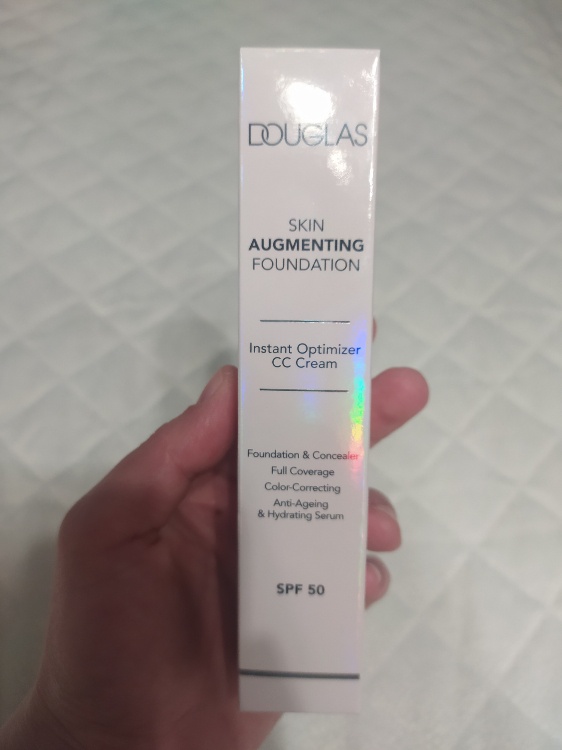 DOUGLAS
SKIN
AUGMENTING
FOUNDATION
Instant Optimizer
CC Cream
Foundation & Concealer
Full Coverage
Color-Correcting
Anti-Ageing
& Hydrating Serum
SPF 50